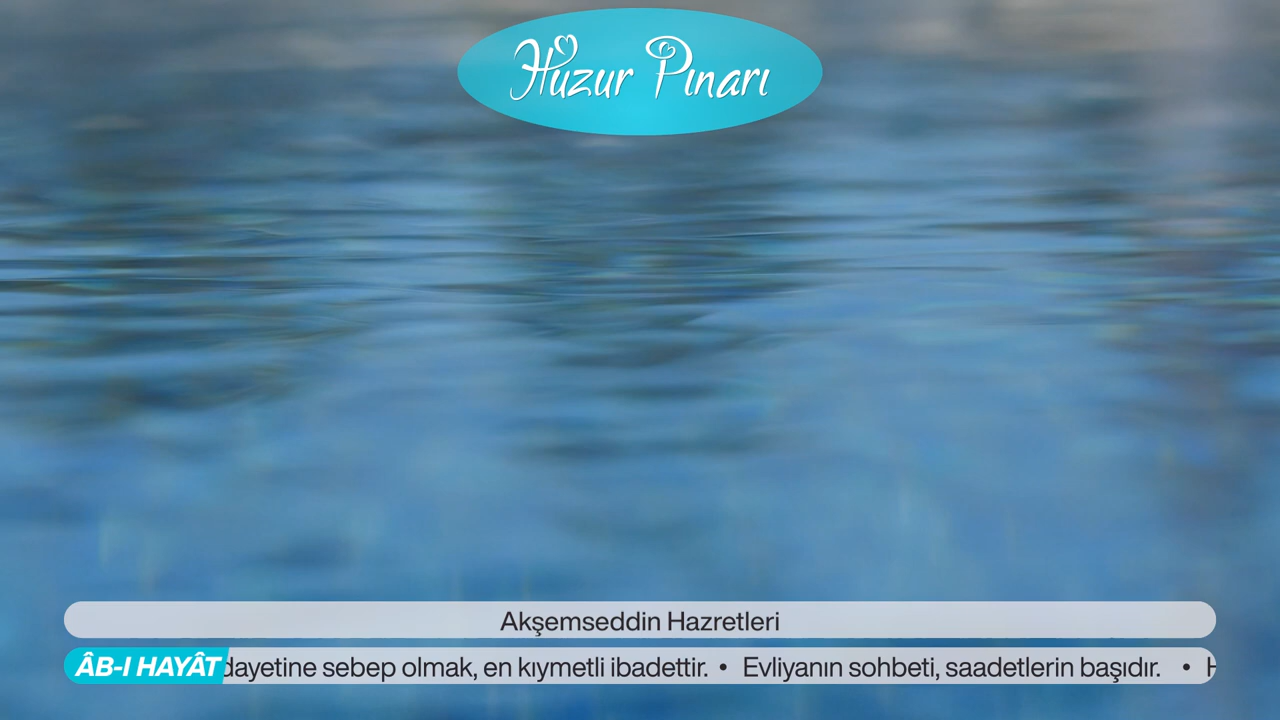 Huzur Pınarı
Akşemseddin Hazretleri
ÂB-I HAYÂT dayetine sebep olmak, en kıymetli ibadettir. • Evliyanın sohbeti, saadetlerin başıdır. •